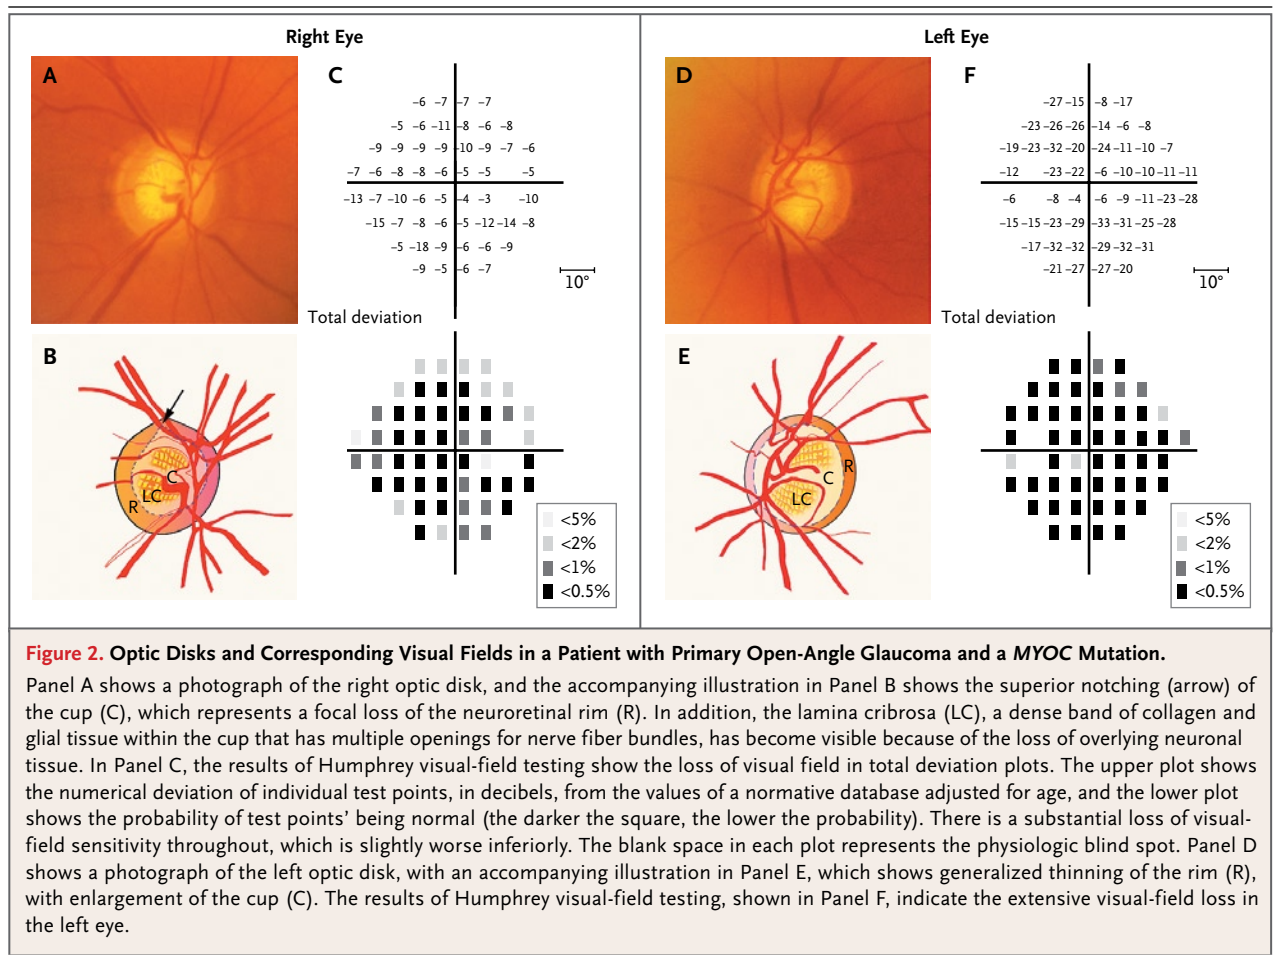 Right Eye
A
C
–6 –7 –7 –7
–5 –6 –11 –8 –6 –8
–9 –9 –9 –9 –10 –9 –7 –6
–7 –6 –8 –8 –6 –5 –5 –5
–13 –7 –10 –6 –5 –4 –3 –10
–15 –7 –8 –6 –5 –12 –14 –8
–5 –18 –9 –6 –6 –9
–9 –5 –6 –7
10°
Total deviation
B
C
LC
R
<5%
<2%
<1%
<0.5%
Left Eye
D
F
–27 –15 –8 –17
–23 –26 –26 –14 –6 –8
–19 –23 –32 –20 –24 –11 –10 –7
–12 –23 –22 –6 –10 –10 –11 –11
–6 –8 –4 –6 –9 –11 –23 –28
–15 –15 –23 –29 –33 –31 –25 –28
–17 –32 –32 –29 –32 –31
–21 –27 –27 –20
10°
Total deviation
E
R
C
LC
<5%
<2%
<1%
<0.5%
Figure 2. Optic Disks and Corresponding Visual Fields in a Patient with Primary Open-Angle Glaucoma and a MYOC Mutation.
Panel A shows a photograph of the right optic disk, and the accompanying illustration in Panel B shows the superior notching (arrow) of
the cup (C), which represents a focal loss of the neuroretinal rim (R). In addition, the lamina cribrosa (LC), a dense band of collagen and
glial tissue within the cup that has multiple openings for nerve fiber bundles, has become visible because of the loss of overlying neuronal
tissue. In Panel C, the results of Humphrey visual-field testing show the loss of visual field in total deviation plots. The upper plot shows
the numerical deviation of individual test points, in decibels, from the values of a normative database adjusted for age, and the lower plot
shows the probability of test points’ being normal (the darker the square, the lower the probability). There is a substantial loss of visual-
field sensitivity throughout, which is slightly worse inferiorly. The blank space in each plot represents the physiologic blind spot. Panel D
shows a photograph of the left optic disk, with an accompanying illustration in Panel E, which shows generalized thinning of the rim (R),
with enlargement of the cup (C). The results of Humphrey visual-field testing, shown in Panel F, indicate the extensive visual-field loss in
the left eye.